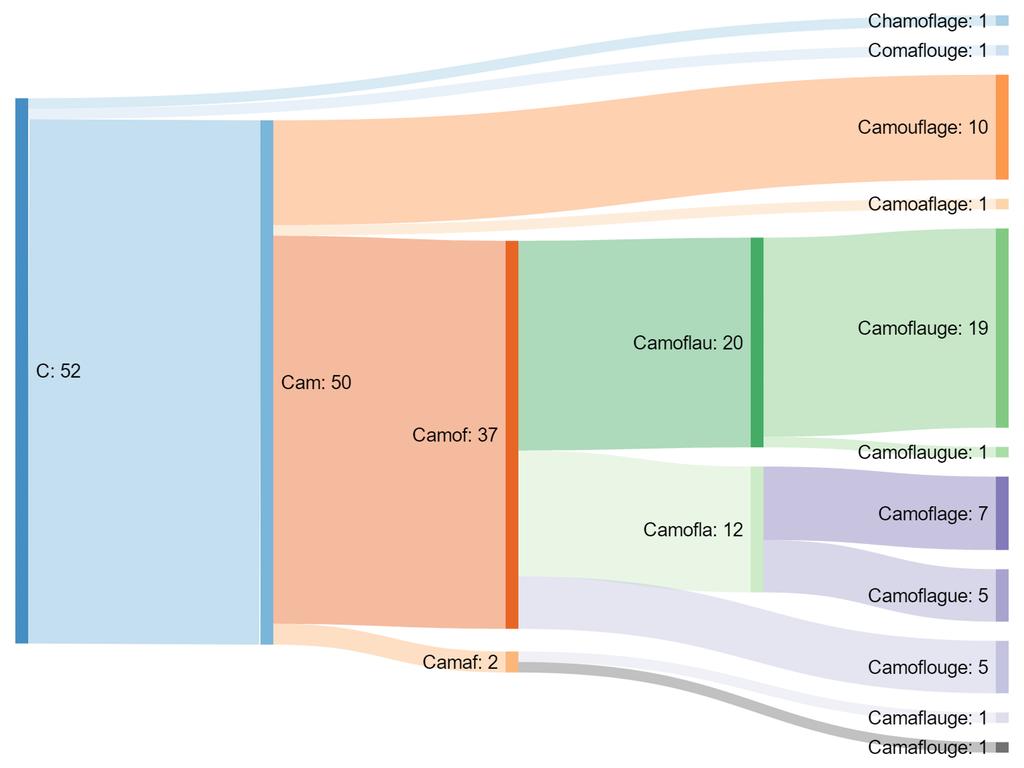 Chamoflage: 1
Comaflouge: 1
Camouflage: 10
Camoaflage: 1
Camoflauge: 19
Camoflau: 20
C: 52
Cam: 50
Camof: 37
Camoflaugue: 1
Camoflage: 7
Camofla: 12
Camoflague: 5
Camaf: 2
Camoflouge: 5
Camaflauge: 1
Camaflouge: 1